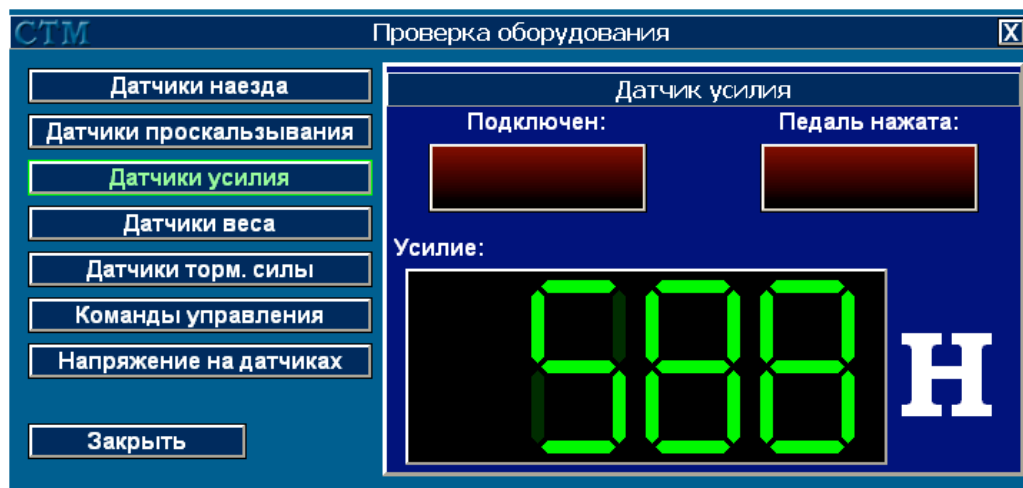 СТМ Проверка оборудования X
Датчики наезда
Датчики проскальзывания
Датчики усилия
Датчики веса
Датчики торм. силы
Команды управления
Напряжение на датчиках
Закрыть
Датчик усилия
Подключен: Педаль нажата:
Усилие:
588 Н